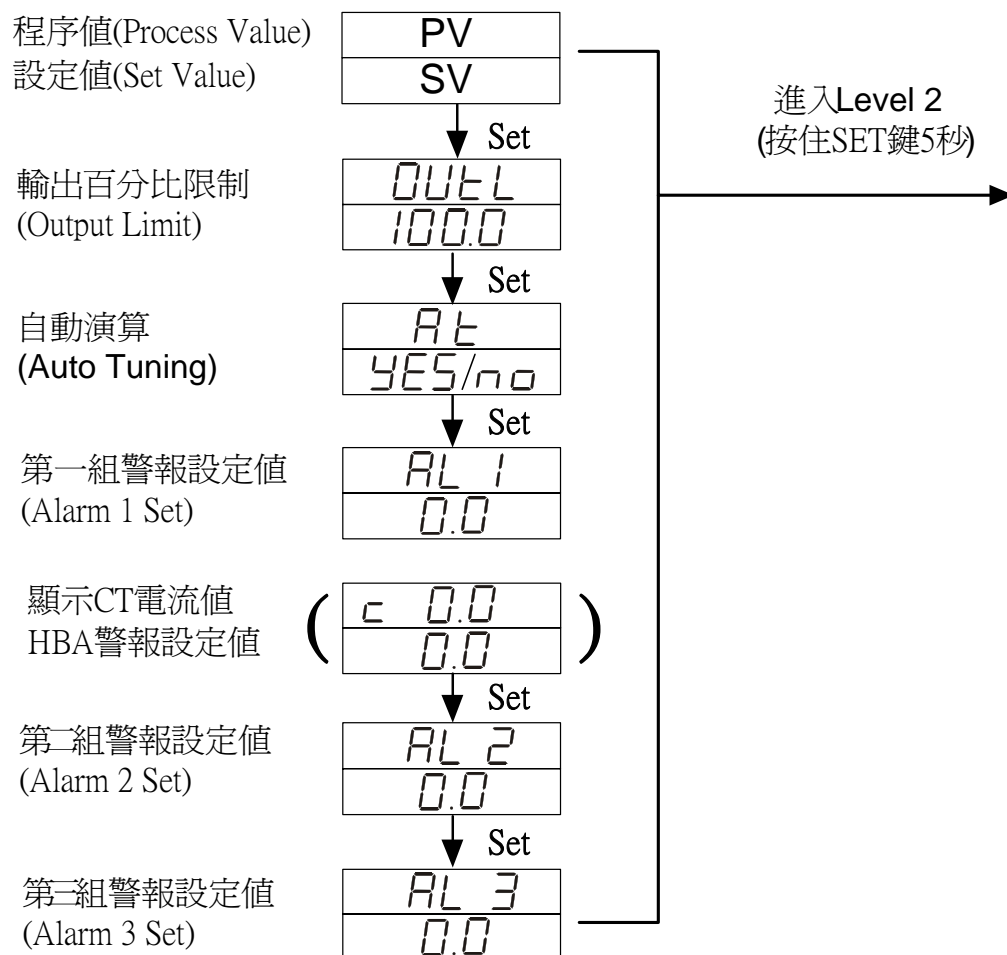 程序值(Process Value)
設定值(Set Value)
PV
SV
進入Level 2
(按住SET鍵5秒)
Set
輸出百分比限制
(Output Limit)
OUtL
100.0
Set
自動演算
(Auto Tuning)
At
YES/no
Set
第一組警報設定值
(Alarm 1 Set)
AL 1
0.0
顯示CT電流值
HBA警報設定值
( c 0.0 )
0.0
Set
第二組警報設定值
(Alarm 2 Set)
AL 2
0.0
Set
第三組警報設定值
(Alarm 3 Set)
AL 3
0.0